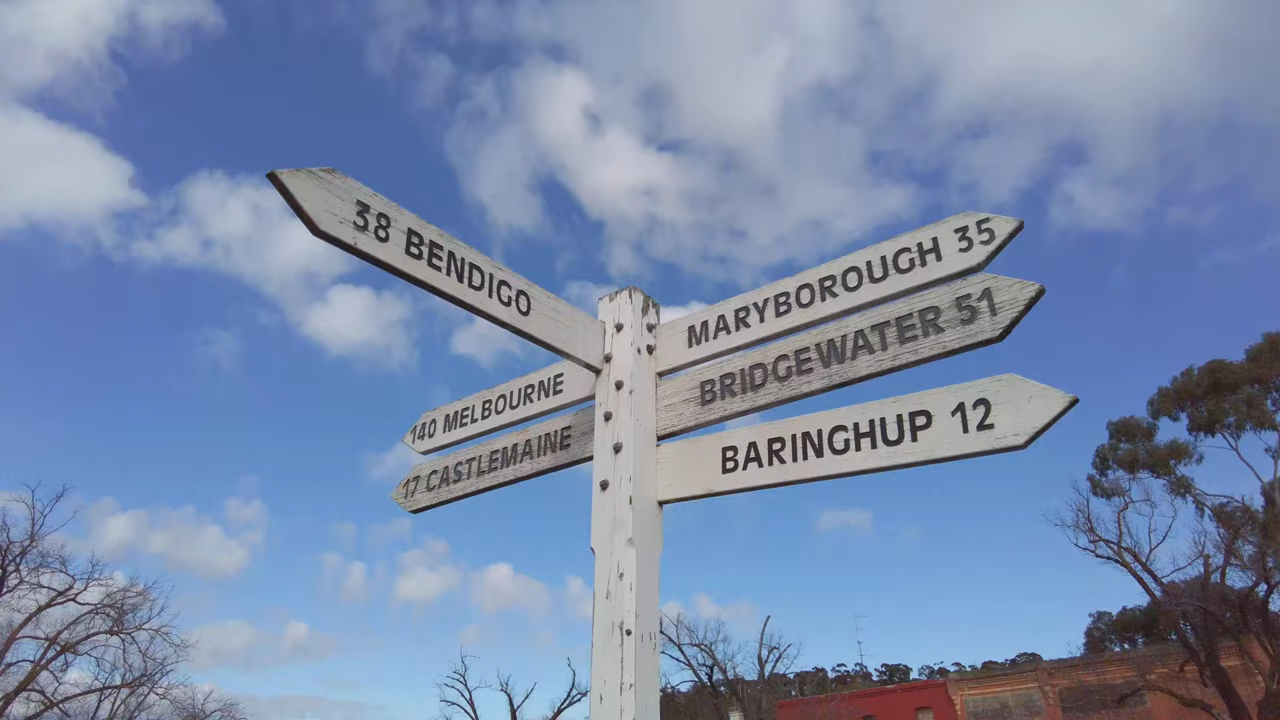 38 BENDIGO
140 MELBOURNE
17 CASTLEMAINE
MARYBOROUGH 35
BRIDGEWATER 51
BARINGHUP 12